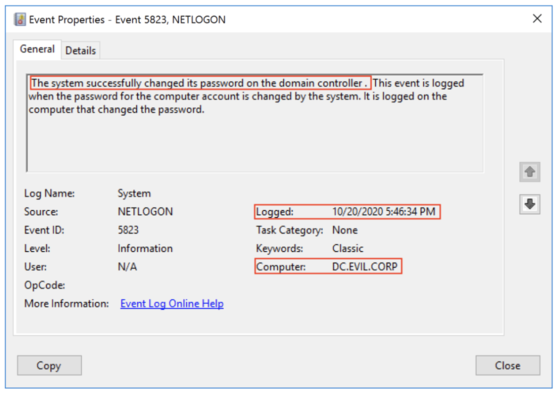 Event Properties - Event 5823, NETLOGON
General Details
The system successfully changed its password on the domain controller . This event is logged
when the password for the computer account is changed by the system. It is logged on the
computer that changed the password.
Log Name: System
Source: NETLOGON Logged: 10/20/2020 5:46:34 PM
Event ID: 5823 Task Category: None
Level: Information Keywords: Classic
User: N/A Computer: DC.EVIL.CORP
OpCode:
More Information: Event Log Online Help
Copy Close